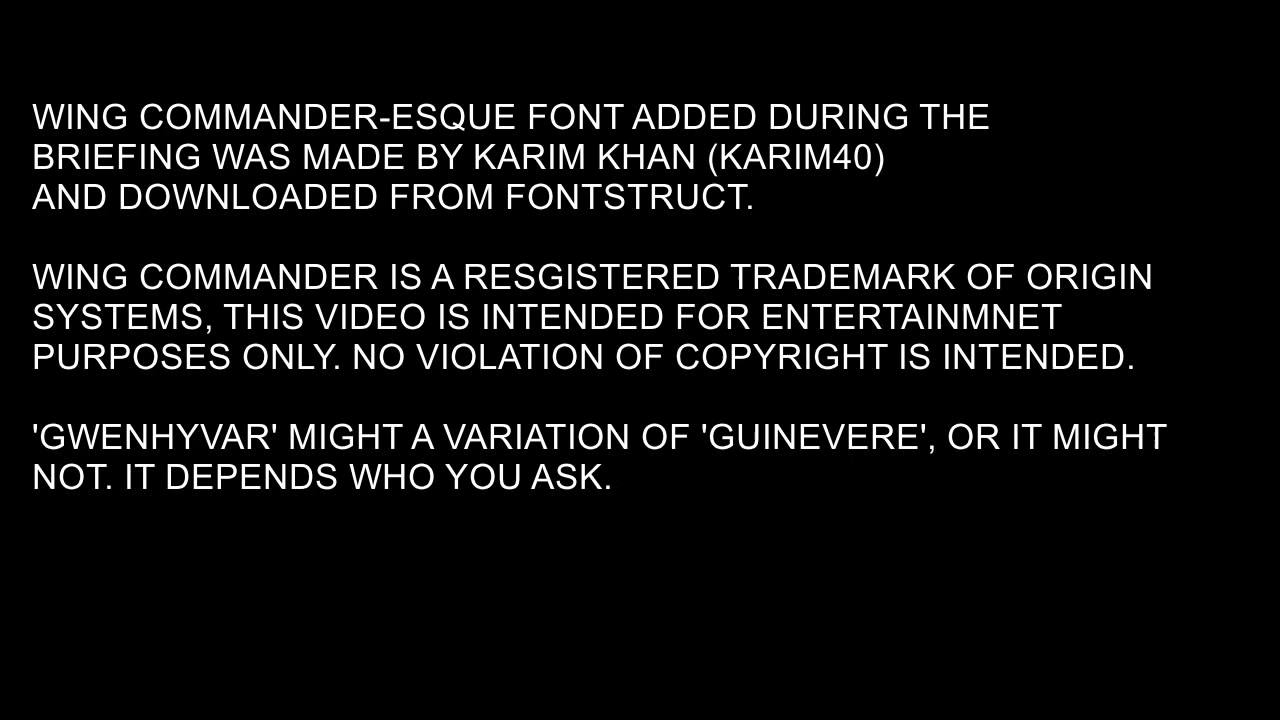 WING COMMANDER-ESQUE FONT ADDED DURING THE
BRIEFING WAS MADE BY KARIM KHAN (KARIM40)
AND DOWNLOADED FROM FONTSTRUCT.
WING COMMANDER IS A RESGISTERED TRADEMARK OF ORIGIN
SYSTEMS, THIS VIDEO IS INTENDED FOR ENTERTAINMNET
PURPOSES ONLY. NO VIOLATION OF COPYRIGHT IS INTENDED.
'GWENHYVAR' MIGHT A VARIATION OF 'GUINEVERE', OR IT MIGHT
NOT. IT DEPENDS WHO YOU ASK.